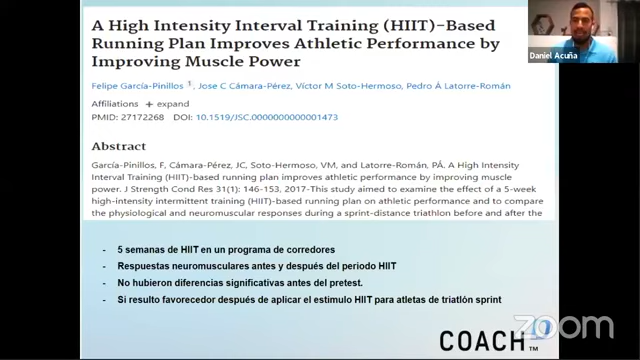 A High Intensity Interval Training (HIIT)-Based
Running Plan Improves Athletic Performance by
Improving Muscle Power
Daniel Acuña
Felipe García-Pinillos 1, Jose C Cámara-Pérez, Víctor M Soto-Hermoso, Pedro Á Latorre-Román
Affiliations + expand
PMID: 27172268 DOI: 10.1519/JSC.0000000000001473
Abstract
García-Pinillos, F, Cámara-Pérez, JC, Soto-Hermoso, VM, and Latorre-Román, PÁ. A High Intensity
Interval Training (HIIT)-based running plan improves athletic performance by improving muscle
power. J Strength Cond Res 31(1): 146-153, 2017-This study aimed to examine the effect of a 5-week
high-intensity intermittent training (HIIT)-based running plan on athletic performance and to compare
the physiological and neuromuscular responses during a sprint-distance triathlon before and after the
- 5 semanas de HIIT en un programa de corredores
- Respuestas neuromusculares antes y después del periodo HIIT
- No hubieron diferencias significativas antes del pretest.
- Si resulto favorecedor después de aplicar el estimulo HIIT para atletas de triatlón sprint
COACH D ™
zoom